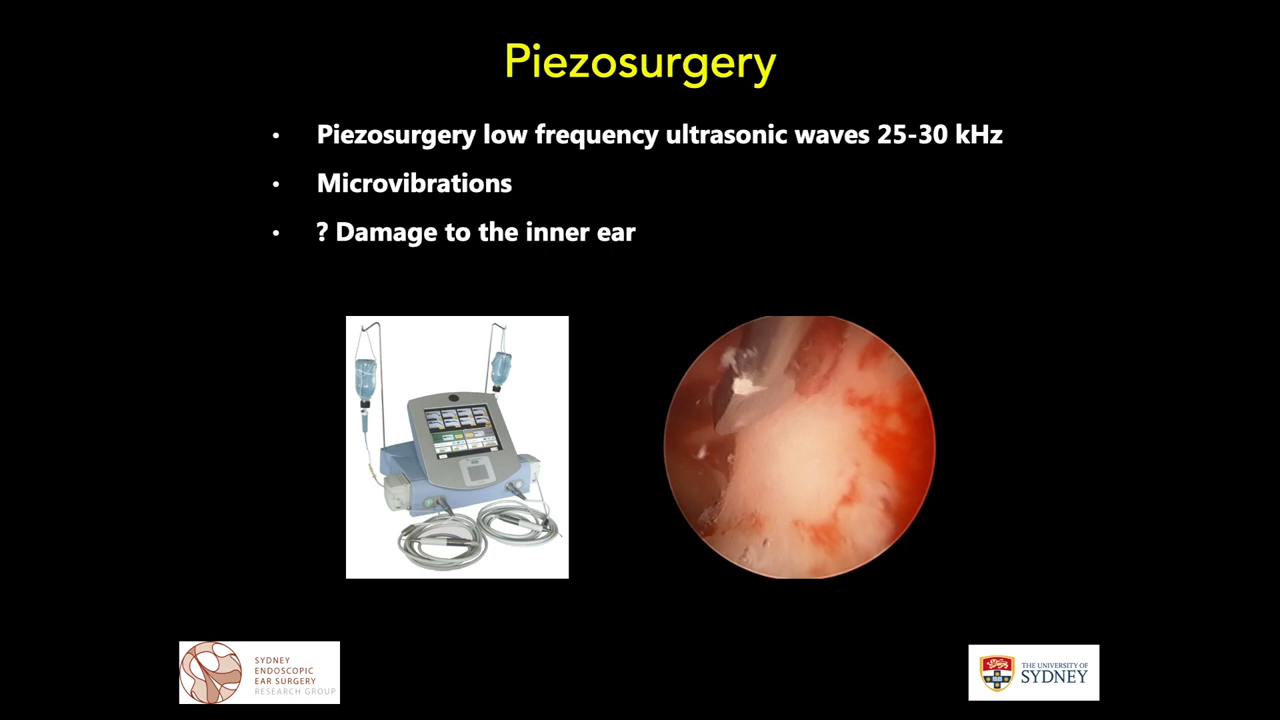 Piezosurgery
• Piezosurgery low frequency ultrasonic waves 25-30 kHz
• Microvibrations
• ? Damage to the inner ear
SYDNEY
ENDOSCOPIC
EAR SURGERY
RESEARCH GROUP
THE UNIVERSITY OF
SYDNEY